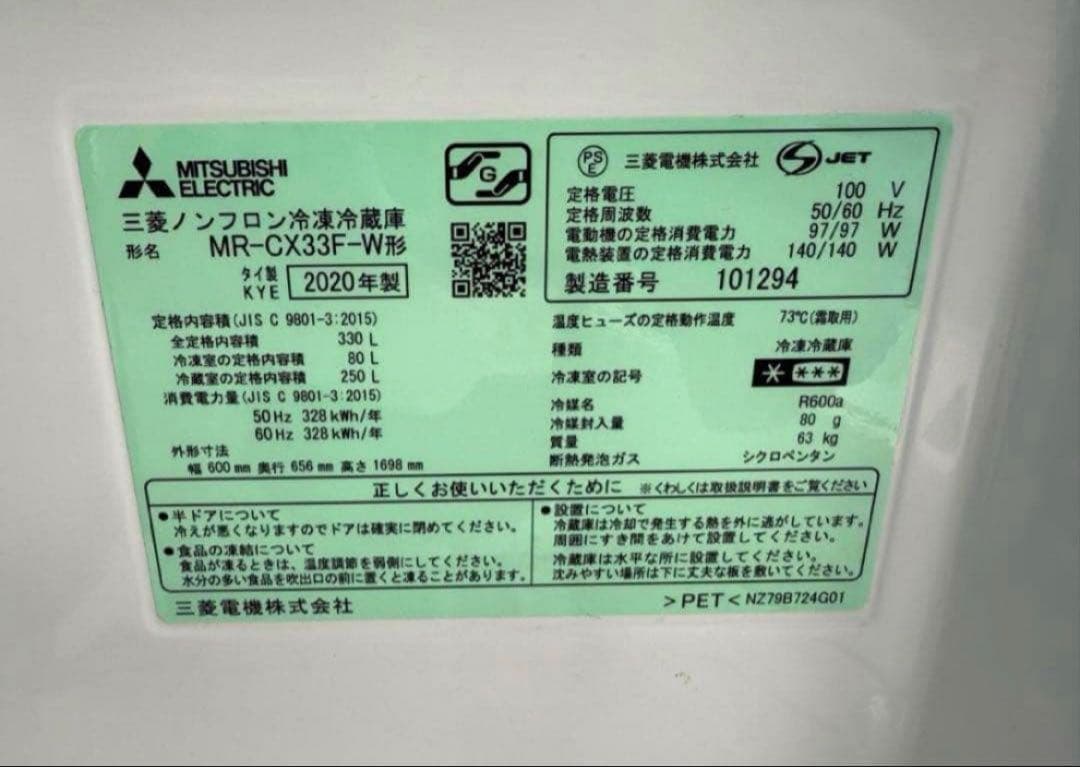 MITSUBISHI
ELECTRIC
三菱ノンフロン冷凍冷蔵庫
形名 MR-CX33F-W形
タイ製
KYE 2020年製
G
PS
E 三菱電機株式会社 JET
定格電圧 100 V
定格周波数 50/60 Hz
電動機の定格消費電力 97/97 W
電熱装置の定格消費電力 140/140 W
製造番号 101294
定格内容積(JIS C 9801-3:2015)
全定格内容積 330 L
冷凍室の定格内容積 80 L
冷蔵室の定格内容積 250 L
消費電力量(JIS C 9801-3:2015)
50Hz 328kWh/年
60Hz 328kWh/年
外形寸法
幅 600mm 奥行 656mm 高さ 1698mm
温度ヒューズの定格動作温度 73℃(霜取用)
種類 冷凍冷蔵庫
冷凍室の記号 * ***
冷媒名 R600a
冷媒封入量 80 g
質量 63 kg
断熱発泡ガス シクロペンタン
正しくお使いいただくために ※くわしくは取扱説明書をご覧ください
●半ドアについて
冷えが悪くなりますのでドアは確実に閉めてください。
●食品の凍結について
食品が凍るときは、温度調節を弱側にしてください。
水分の多い食品を吹出口の前に置くと凍ることがあります。
●設置について
冷蔵庫は冷却で発生する熱を外に逃がしています。
周囲にすき間をあけて設置してください。
冷蔵庫は水平な所に設置してください。
沈みやすい場所は下に丈夫な板を敷いてください。
三菱電機株式会社
>PET< NZ79B724G01